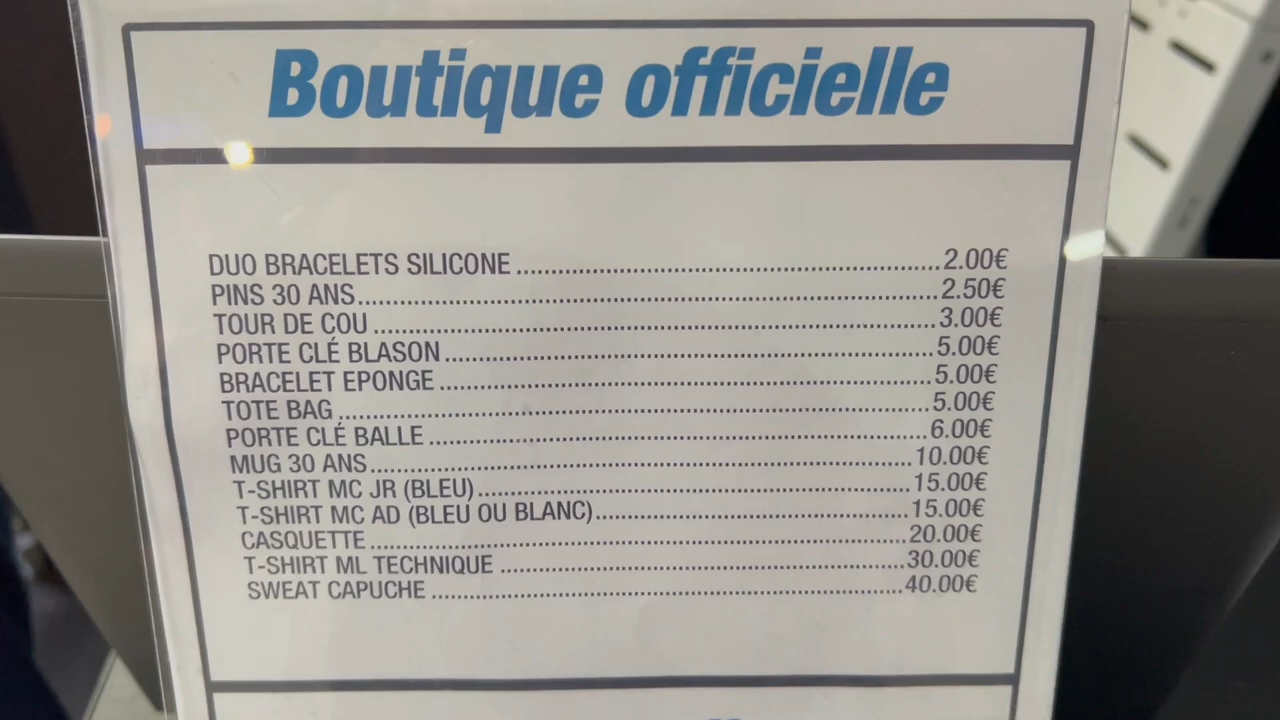 Boutique officielle
DUO BRACELETS SILICONE 2.00€
PINS 30 ANS 2.50€
TOUR DE COU 3.00€
PORTE CLÉ BLASON 5.00€
BRACELET EPONGE 5.00€
TOTE BAG 5.00€
PORTE CLÉ BALLE 6.00€
MUG 30 ANS 10.00€
T-SHIRT MC JR (BLEU) 15.00€
T-SHIRT MC AD (BLEU OU BLANC) 15.00€
CASQUETTE 20.00€
T-SHIRT ML TECHNIQUE 30.00€
SWEAT CAPUCHE 40.00€